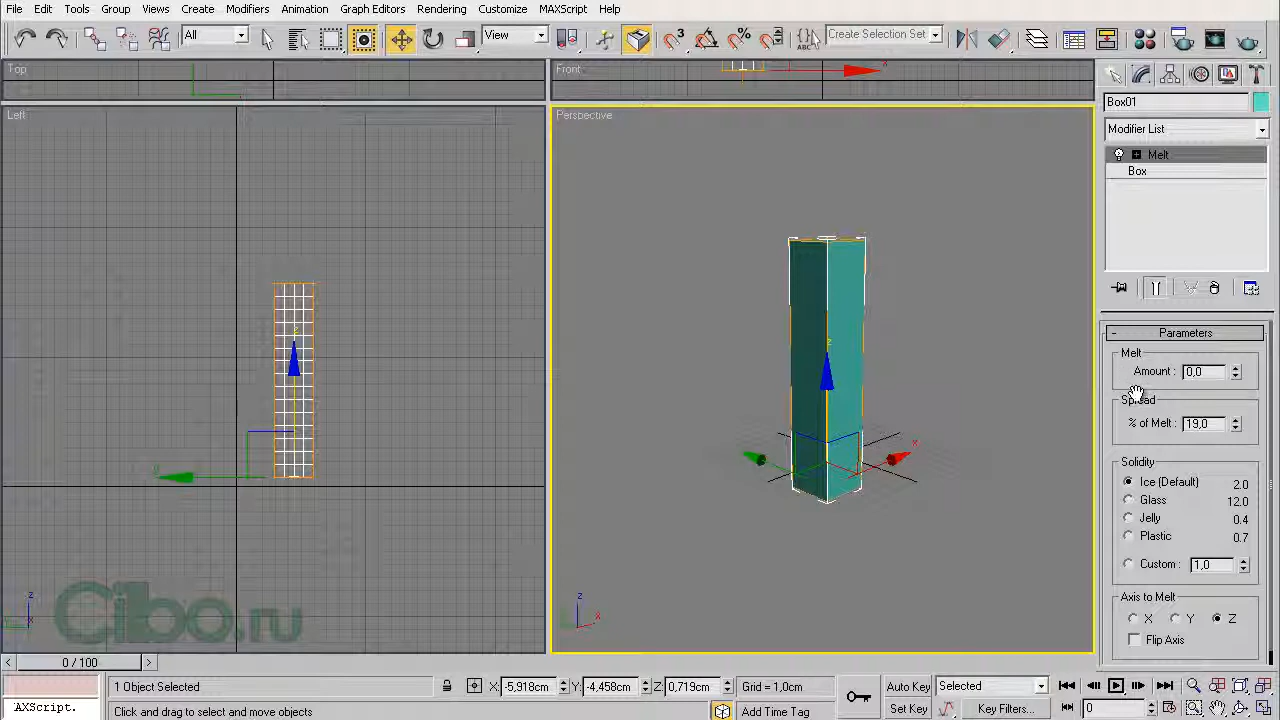 File Edit Tools Group Views Create Modifiers Animation Graph Editors Rendering Customize MAXScript Help
All View Create Selection Set
Top Front
Left Perspective
Box01
Modifier List
Melt
Box
Parameters
Melt
Amount : 0,0
Spread
% of Melt: 19,0
Solidity
Ice (Default) 2.0
Glass 12.0
Jelly 0.4
Plastic 0.7
Custom : 1,0
Axis to Melt
X Y Z
Flip Axis
z
y
x
z
x
y
z
x
Cilbo.ru
0 / 100
1 Object Selected X: -5,918cm Y: -4,458cm Z: 0,719cm Grid = 1,0cm Auto Key Selected
AXScript. Click and drag to select and move objects Add Time Tag Set Key Key Filters... 0